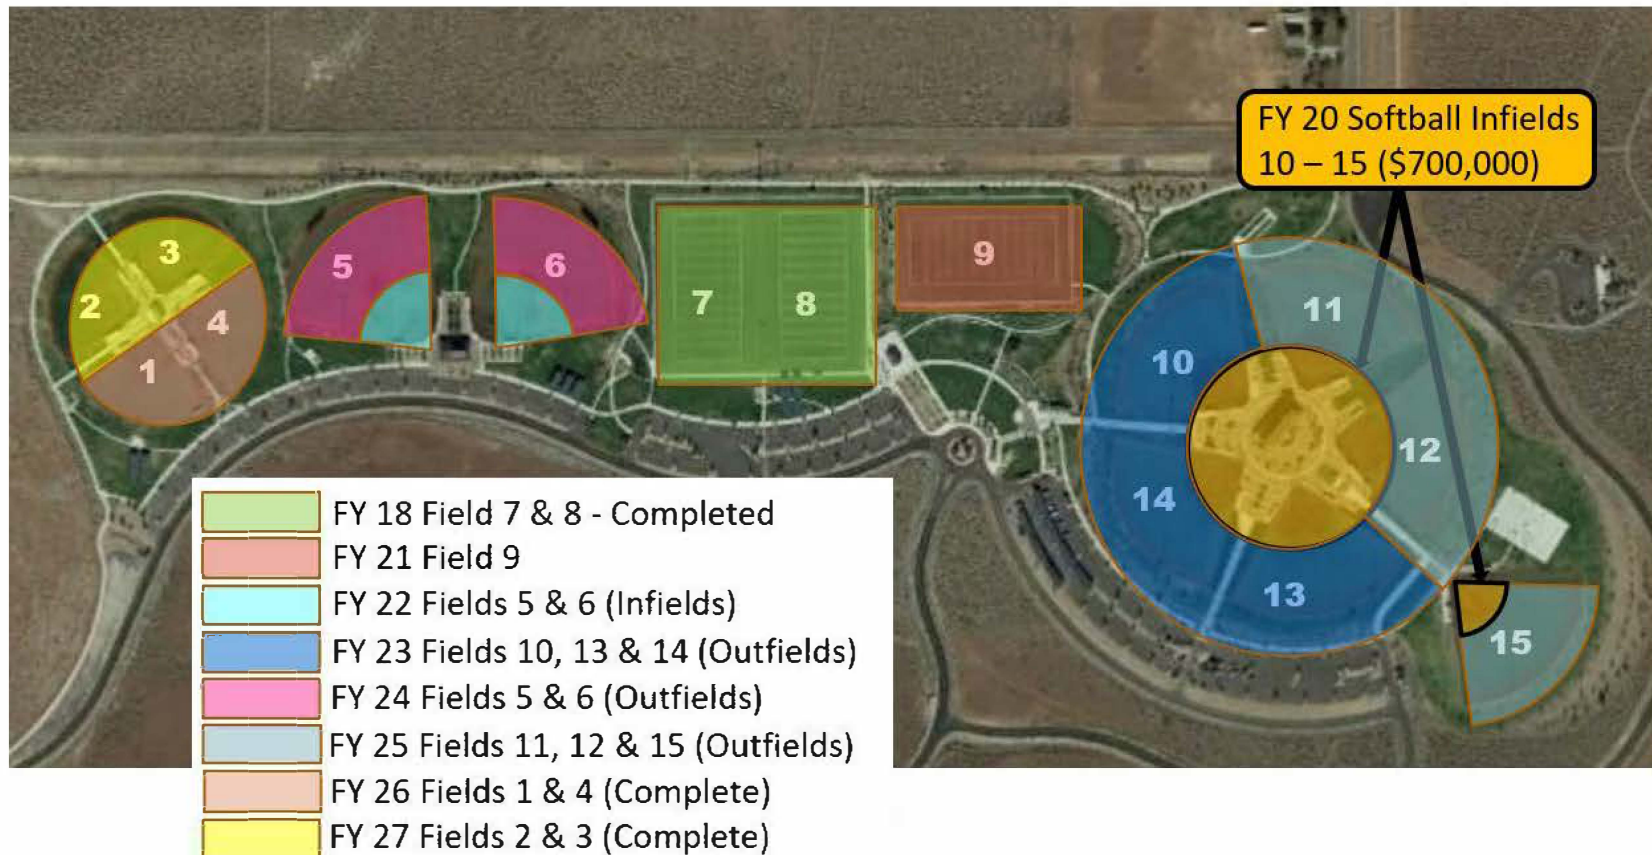 FY 20 Softball Infields
10 – 15 ($700,000)
3
2
4
1
5
6
7
8
9
11
10
12
14
13
15
FY 18 Field 7 & 8 - Completed
FY 21 Field 9
FY 22 Fields 5 & 6 (Infields)
FY 23 Fields 10, 13 & 14 (Outfields)
FY 24 Fields 5 & 6 (Outfields)
FY 25 Fields 11, 12 & 15 (Outfields)
FY 26 Fields 1 & 4 (Complete)
FY 27 Fields 2 & 3 (Complete)